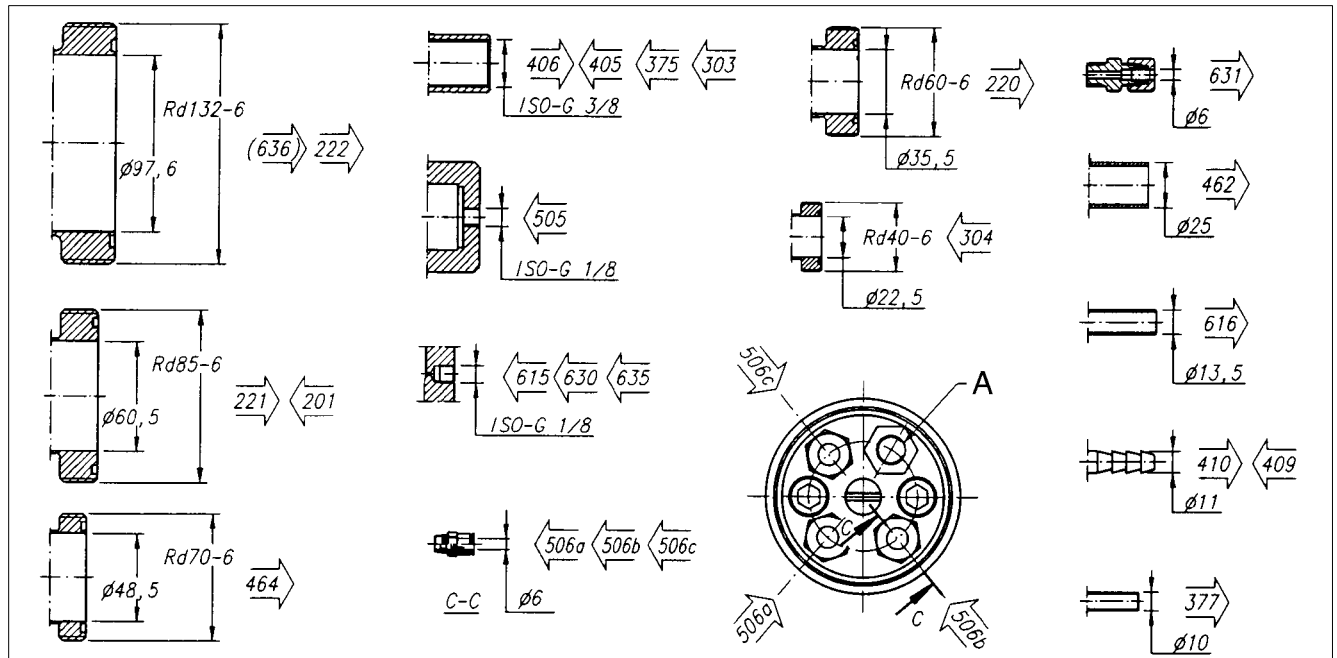 Rd132-6
Ø97,6
(636) 222
Rd85-6
Ø60,5
221 201
Rd70-6
Ø48,5
464
406 405 375 303
ISO-G 3/8
505
ISO-G 1/8
615 630 635
ISO-G 1/8
506a 506b 506c
C-C Ø6
Rd60-6 220
Ø35,5
Rd40-6 304
Ø22,5
506c
A
C
C
506a
506b
631
Ø6
462
Ø25
616
Ø13,5
410 409
Ø11
377
Ø10